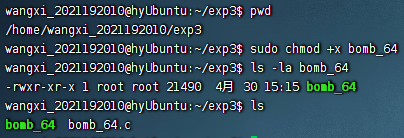 wangxi_2021192010@hyUbuntu:~/exp3$ pwd
/home/wangxi_2021192010/exp3
wangxi_2021192010@hyUbuntu:~/exp3$ sudo chmod +x bomb_64
wangxi_2021192010@hyUbuntu:~/exp3$ ls -la bomb_64
-rwxr-xr-x 1 root root 21490 4月 30 15:15 bomb_64
wangxi_2021192010@hyUbuntu:~/exp3$ ls
bomb_64 bomb_64.c